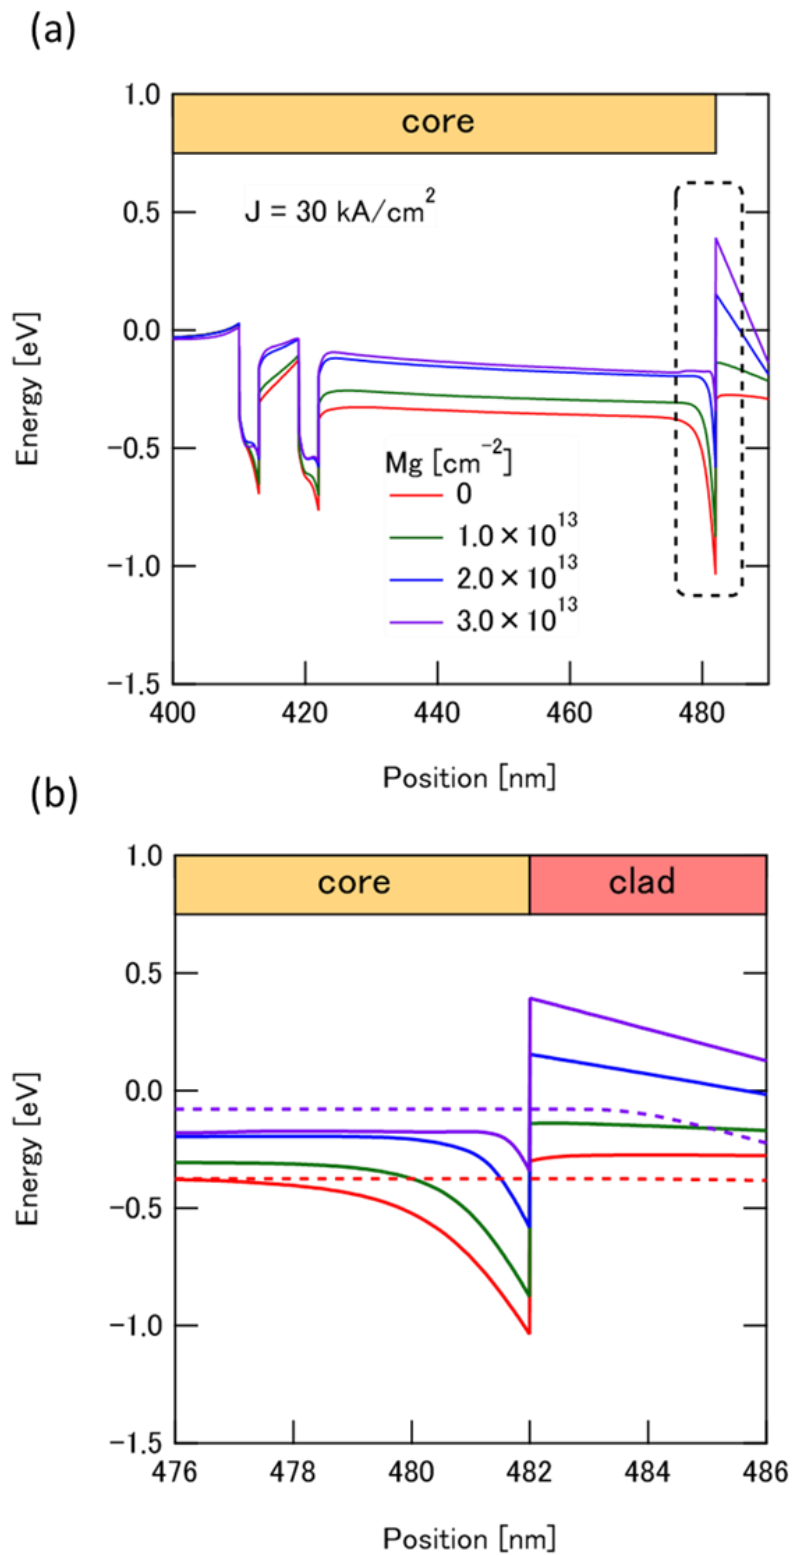 (a)
1.0
core
0.5
J = 30 kA/cm²
0.0
Energy [eV]
−0.5
Mg [cm⁻²]
0
1.0×10¹³
−1.0
2.0×10¹³
3.0×10¹³
−1.5
400 420 440 460 480
Position [nm]
(b)
1.0
core clad
0.5
0.0
Energy [eV]
−0.5
−1.0
−1.5
476 478 480 482 484 486
Position [nm]